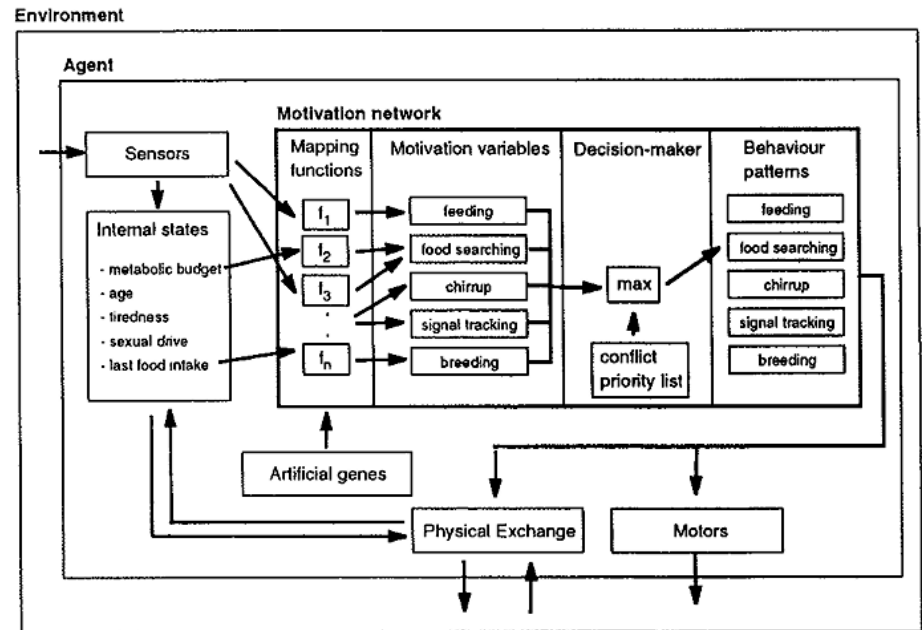 Environment
Agent
Motivation network
Sensors
Internal states
- metabolic budget
- age
- tiredness
- sexual drive
- last food intake
Mapping
functions
f1
f2
f3
.
.
fn
Motivation variables
feeding
food searching
chirrup
signal tracking
breeding
Decision-maker
max
conflict
priority list
Behaviour
patterns
feeding
food searching
chirrup
signal tracking
breeding
Artificial genes
Physical Exchange
Motors